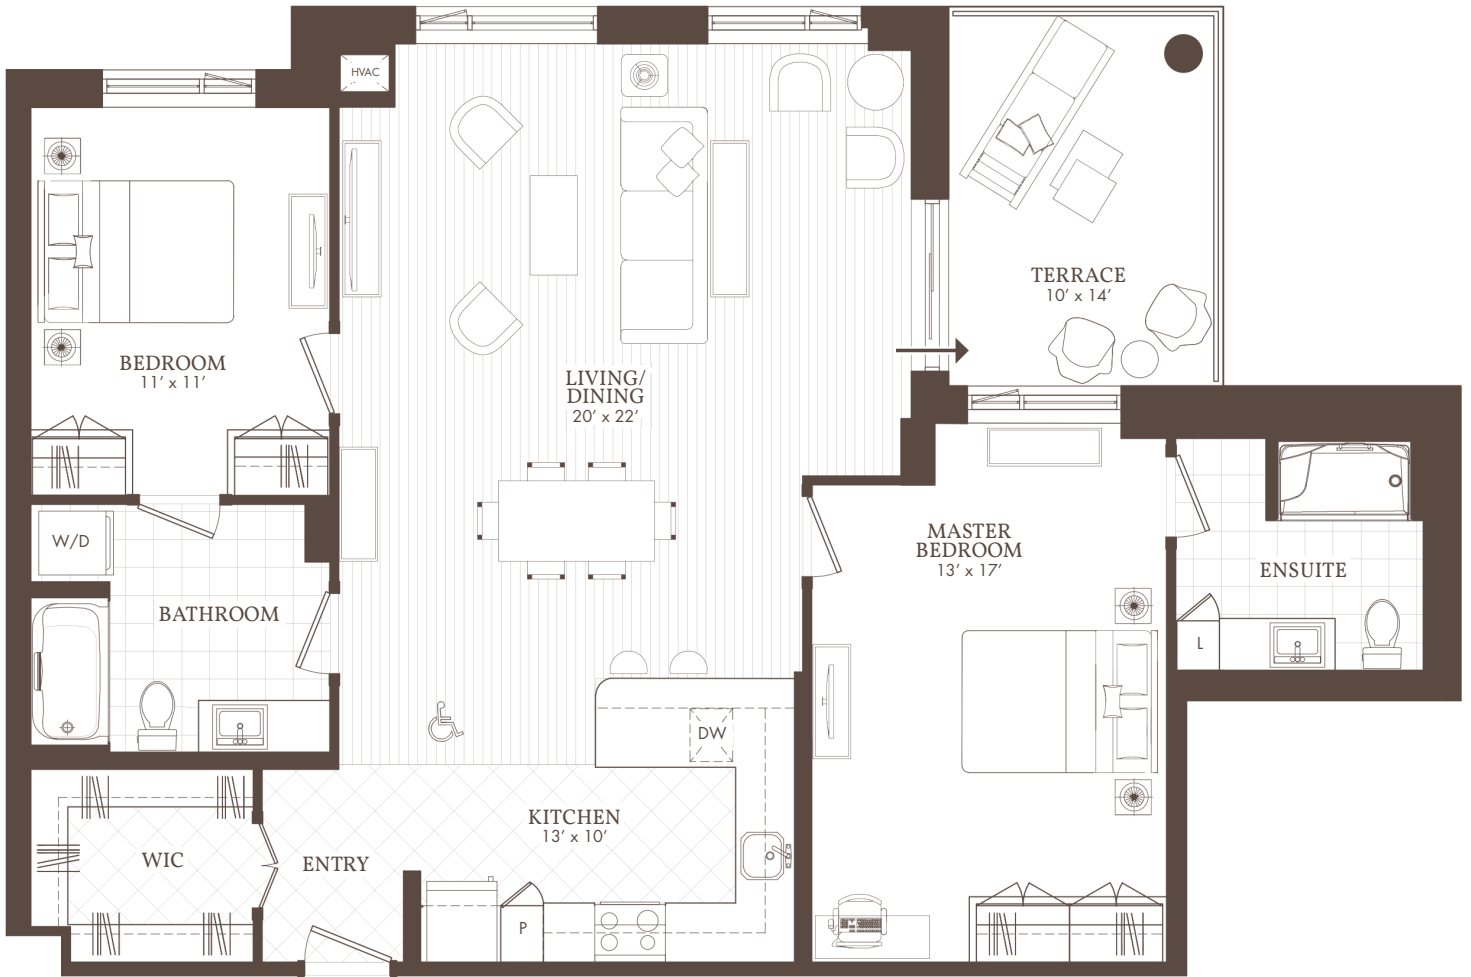 HVAC
TERRACE
10’ x 14’
BEDROOM
11’ x 11’
LIVING/
DINING
20’ x 22’
W/D
BATHROOM
MASTER
BEDROOM
13’ x 17’
ENSUITE
L
DW
KITCHEN
13’ x 10’
WIC
ENTRY
P